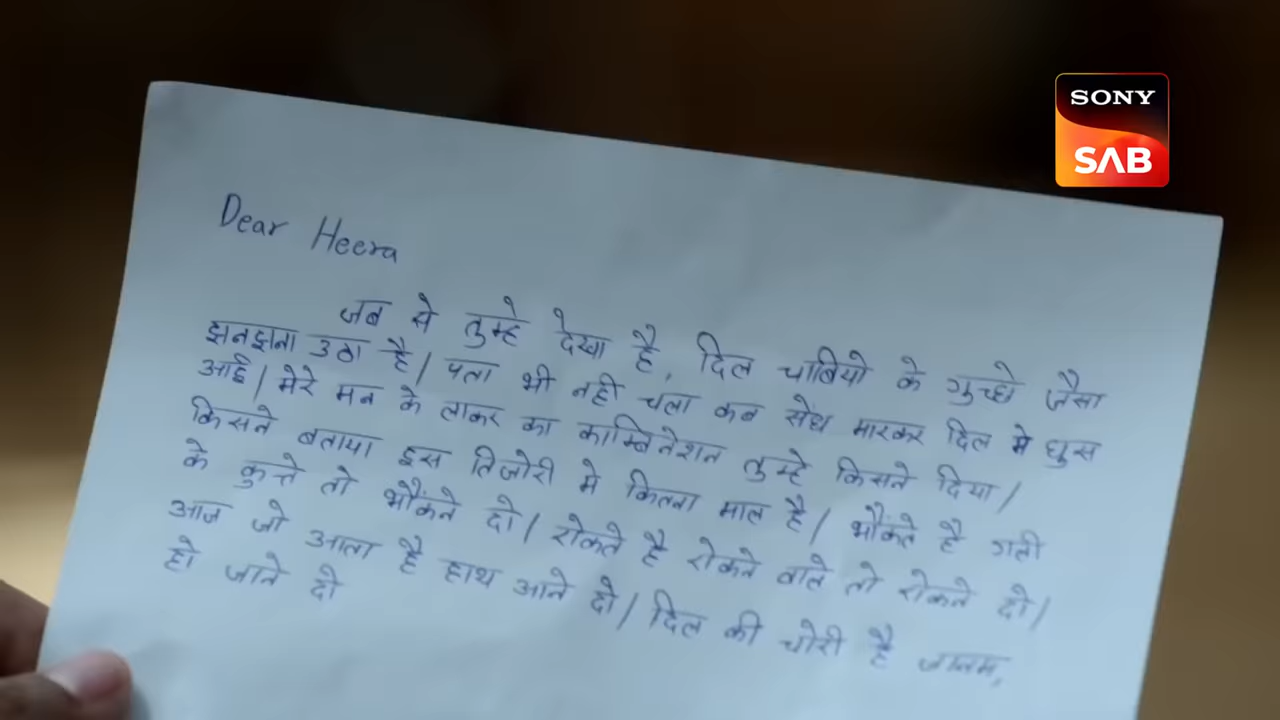 SONY
SAB
Dear Heera
जब से तुम्हे देखा है, दिल चाबियो के गुच्छे जैसा
झनझना उठा है। पता भी नही चला कब सेंध मारकर दिल मे घुस
आई। मेरे मन के लाकर का काम्बिनेशन तुम्हे किसने दिया।
किसने बताया इस तिजोरी मे कितना माल है। भौंकते है गली
के कुत्ते तो भौंकने दो। रोकते है रोकने वाले तो रोकने दो।
आज जो आता है हाथ आने दो। दिल की चोरी है जालम,
हो जाने दो